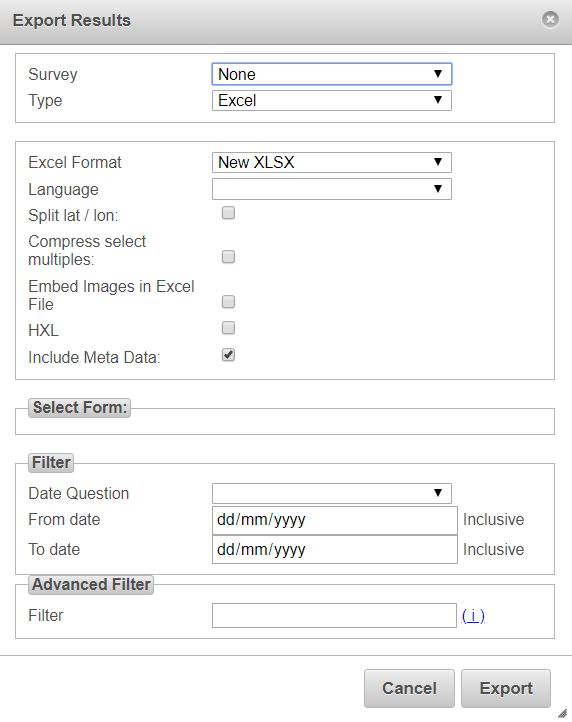 Export Results
Survey None
Type Excel
Excel Format New XLSX
Language
Split lat / lon:
Compress select
multiples:
Embed Images in Excel
File
HXL
Include Meta Data:
Select Form:
Filter
Date Question
From date dd/mm/yyyy Inclusive
To date dd/mm/yyyy Inclusive
Advanced Filter
Filter ( i )
Cancel Export